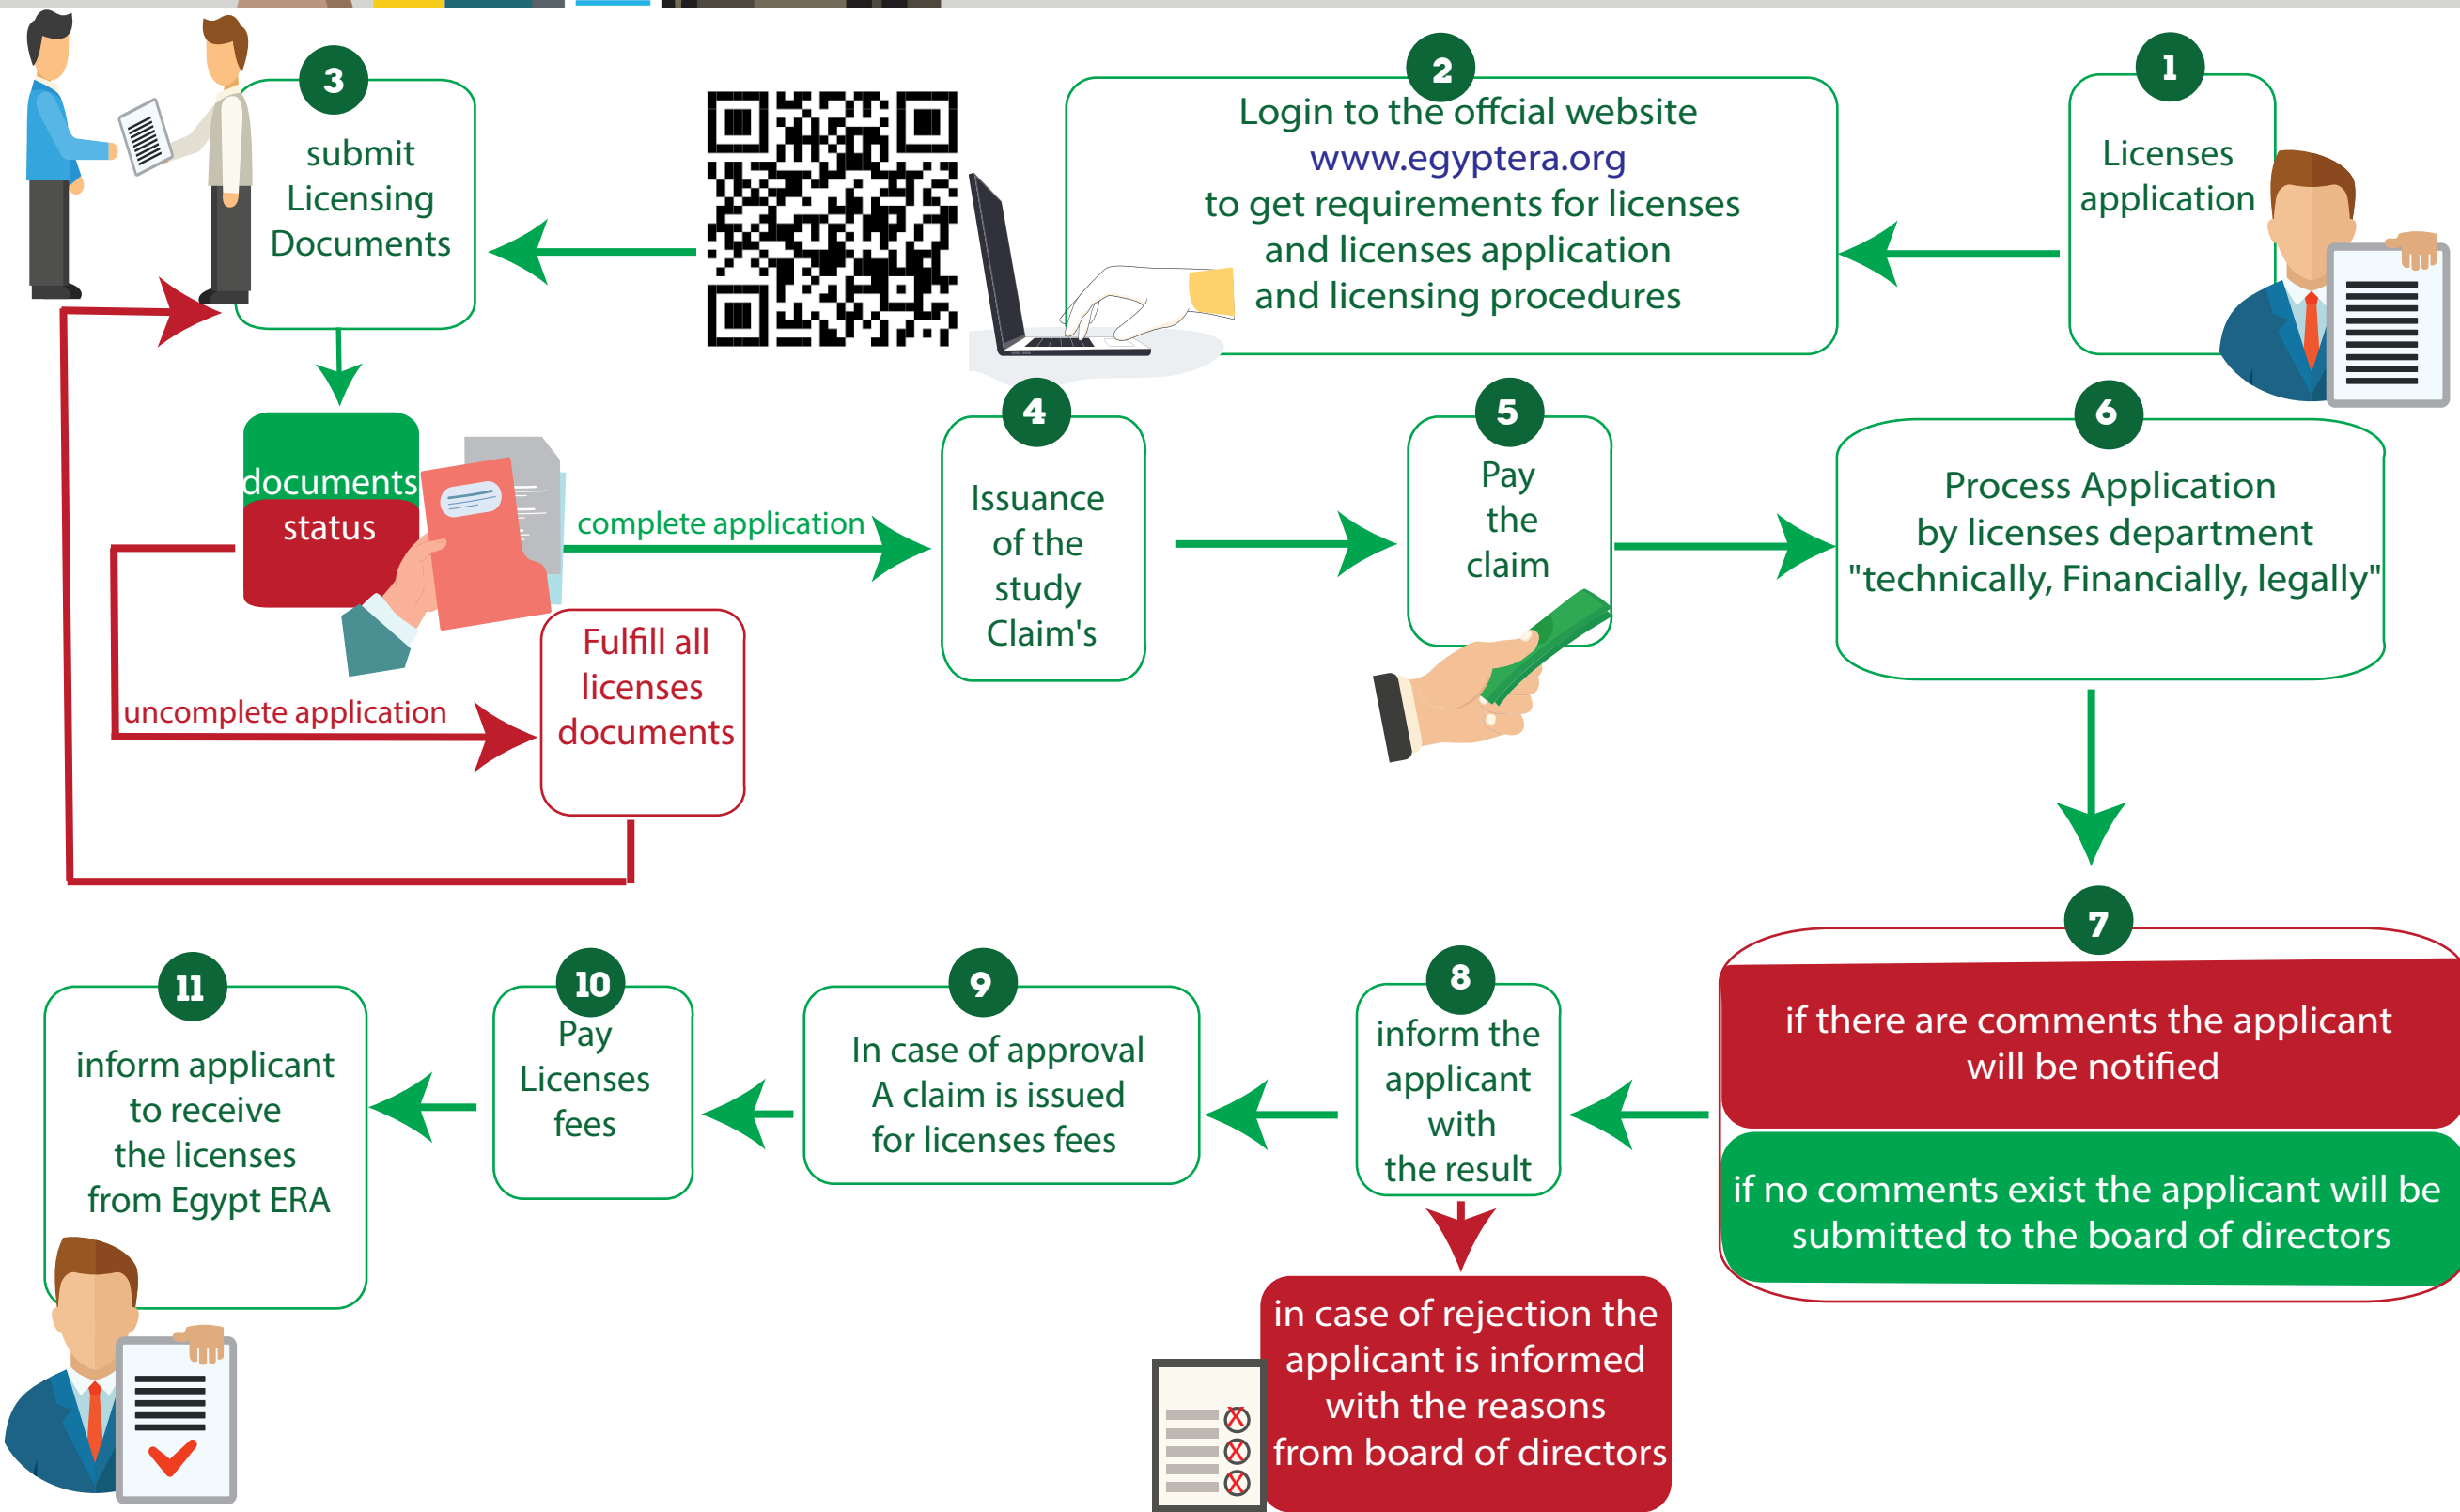 1
Licenses
application
2
Login to the offcial website
www.egyptera.org
to get requirements for licenses
and licenses application
and licensing procedures
3
submit
Licensing
Documents
documents
status
complete application
uncomplete application
Fulfill all
licenses
documents
4
Issuance
of the
study
Claim's
5
Pay
the
claim
6
Process Application
by licenses department
"technically, Financially, legally"
7
if there are comments the applicant
will be notified
if no comments exist the applicant will be
submitted to the board of directors
8
inform the
applicant
with
the result
in case of rejection the
applicant is informed
with the reasons
from board of directors
X
X
X
9
In case of approval
A claim is issued
for licenses fees
10
Pay
Licenses
fees
11
inform applicant
to receive
the licenses
from Egypt ERA